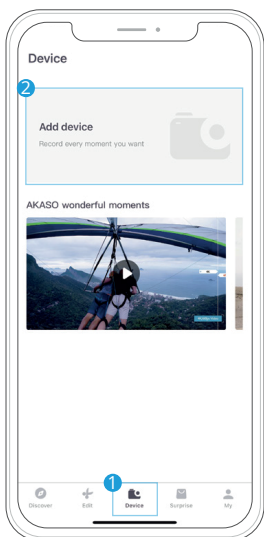 Device
2
Add device
Record every moment you want
AKASO wonderful moments
1
Discover
Edit
Device
Surprise
My